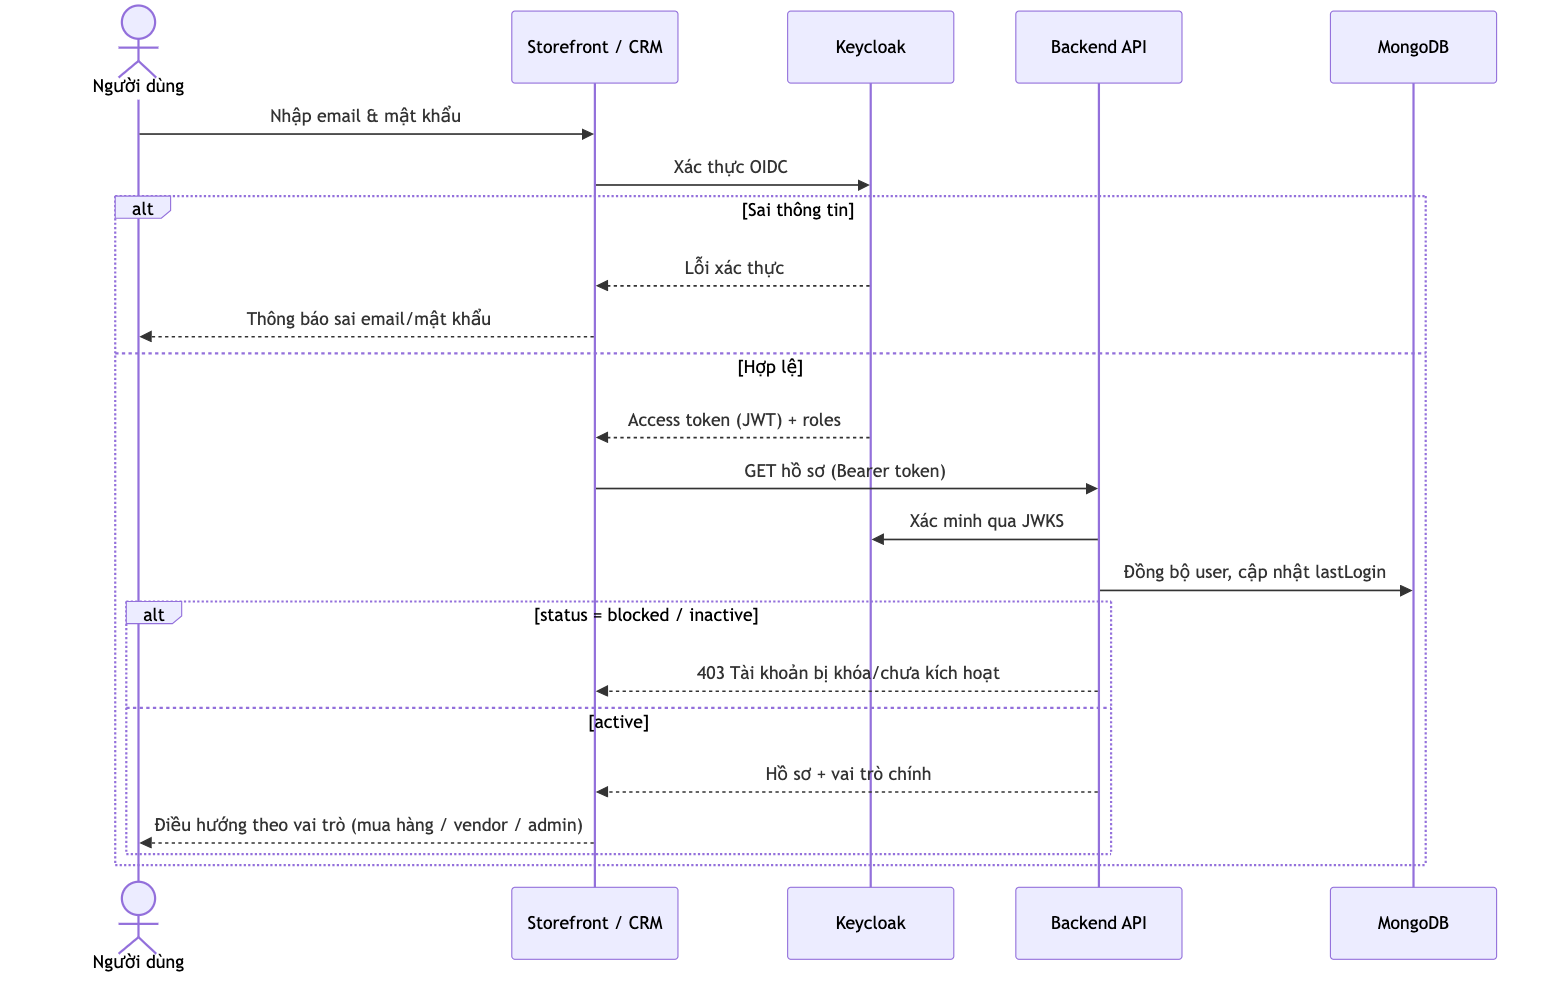 Người dùng
Storefront / CRM
Keycloak
Backend API
MongoDB
Nhập email & mật khẩu
Xác thực OIDC
alt
[Sai thông tin]
Lỗi xác thực
Thông báo sai email/mật khẩu
[Hợp lệ]
Access token (JWT) + roles
GET hồ sơ (Bearer token)
Xác minh qua JWKS
Đồng bộ user, cập nhật lastLogin
alt
[status = blocked / inactive]
403 Tài khoản bị khóa/chưa kích hoạt
[active]
Hồ sơ + vai trò chính
Điều hướng theo vai trò (mua hàng / vendor / admin)
Người dùng
Storefront / CRM
Keycloak
Backend API
MongoDB